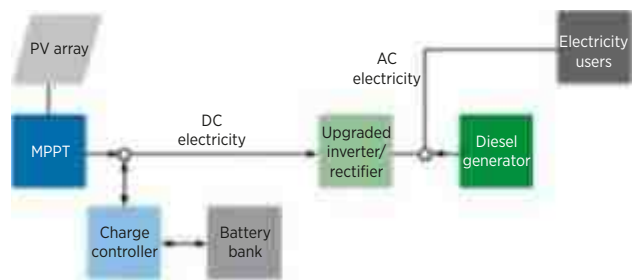 PV array
Electricity
users
AC
electricity
DC
electricity
MPPT
Upgraded
inverter/
rectifier
Diesel
generator
Charge
controller
Battery
bank